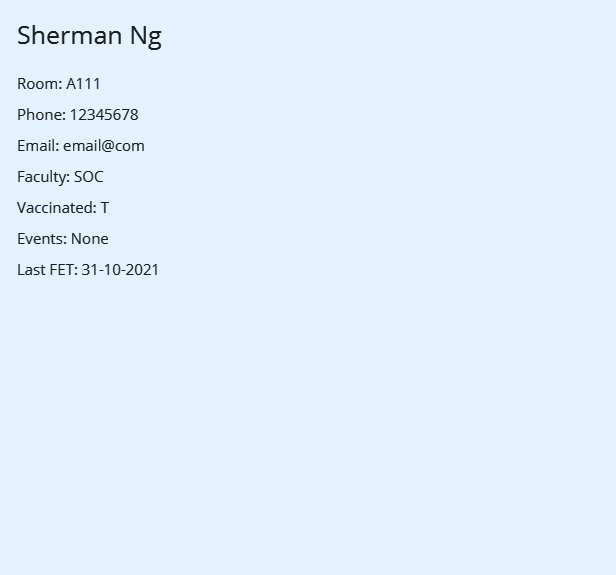 Sherman Ng
Room: A111
Phone: 12345678
Email: email@com
Faculty: SOC
Vaccinated: T
Events: None
Last FET: 31-10-2021